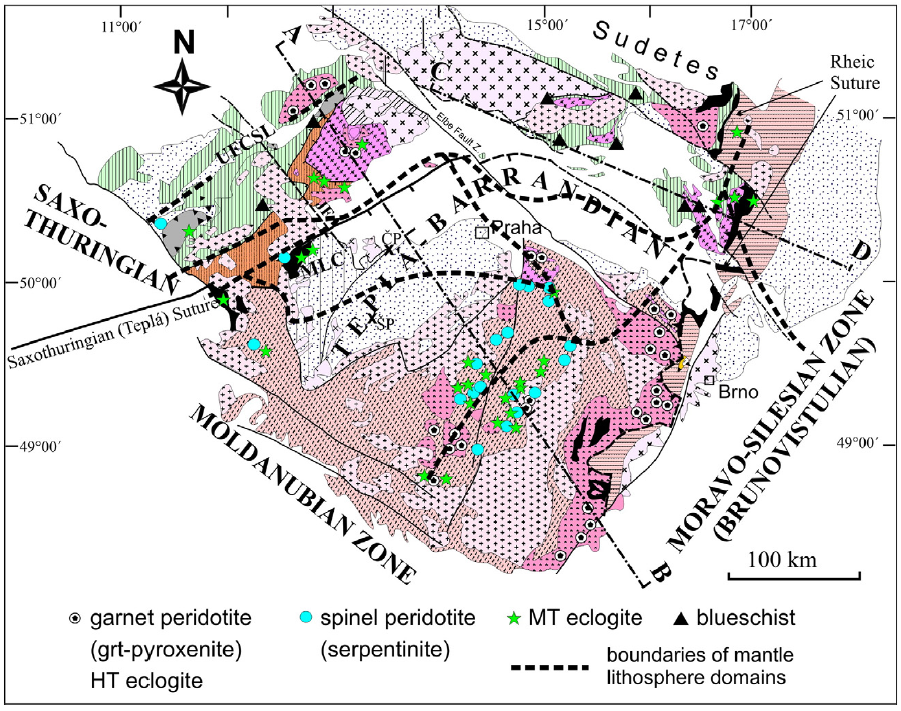 11°00´
15°00´
17°00´
N
A
Sudetes
C
Rheic
Suture
51°00´
51°00´
Elbe Fault Z.
UFCSL
SAXO-
THURINGIAN
TEPLÁ-BARRANDIAN
Praha
ČP
MLC
D
50°00´
50°00´
ŠP
Saxothuringian (Teplá) Suture
Brno
49°00´
49°00´
MOLDANUBIAN ZONE
MORAVO-SILESIAN ZONE
(BRUNOVISTULIAN)
B
100 km
garnet peridotite
(grt-pyroxenite)
HT eclogite
spinel peridotite
(serpentinite)
MT eclogite
blueschist
boundaries of mantle
lithosphere domains